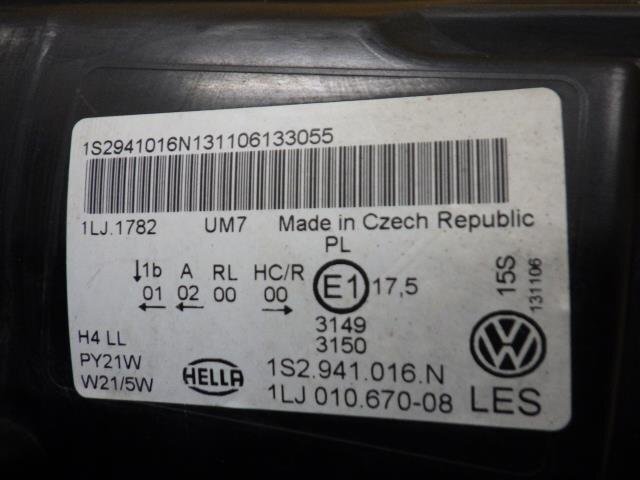 1S2941016N131106133055
1LJ.1782 UM7 Made in Czech Republic
PL
↓1b A RL HC/R
01 02 00 00 E1 17,5
← ← →
3149
3150
H4 LL
PY21W
W21/5W
HELLA
1S2.941.016.N
1LJ 010.670-08
15S
131106
VW
LES